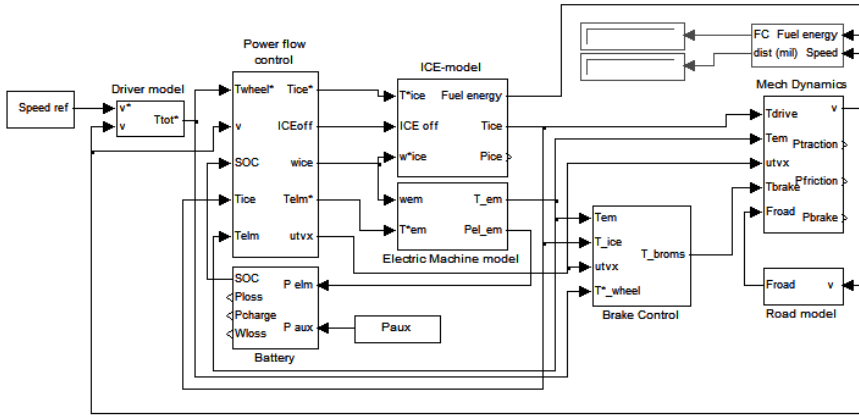 Power flow
control
Driver model
Speed ref
v*
v
Ttot*
Twheel*
Tice*
v
ICEoff
SOC
wice
Tice
Telm*
Telm
utvx
ICE-model
T*ice
Fuel energy
ICE off
Tice
w*ice
Pice
wem
T_em
T*em
Pel_em
Electric Machine model
SOC
P elm
Ploss
Pcharge
Wloss
P aux
Battery
Paux
Tem
T_ice
T_broms
utvx
T*_wheel
Brake Control
FC
Fuel energy
dist (mil)
Speed
Mech Dynamics
Tdrive
v
Tem
Ptraction
utvx
Pfriction
Tbrake
Froad
Pbrake
Froad
v
Road model